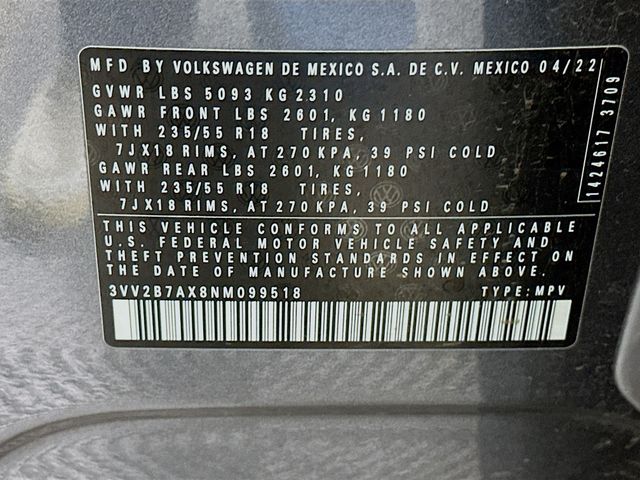 MFD BY VOLKSWAGEN DE MEXICO S.A. DE C.V. MEXICO 04/22
GVWR LBS 5093 KG 2310
GAWR FRONT LBS 2601, KG 1180
WITH 235/55 R18 TIRES,
7JX18 RIMS, AT 270 KPA, 39 PSI COLD
GAWR REAR LBS 2601, KG 1180
WITH 235/55 R18 TIRES,
7JX18 RIMS, AT 270 KPA, 39 PSI COLD
THIS VEHICLE CONFORMS TO ALL APPLICABLE
U.S. FEDERAL MOTOR VEHICLE SAFETY AND
THEFT PREVENTION STANDARDS IN EFFECT ON
THE DATE OF MANUFACTURE SHOWN ABOVE.
3VV2B7AX8NM099518 TYPE: MPV
1424617 3709